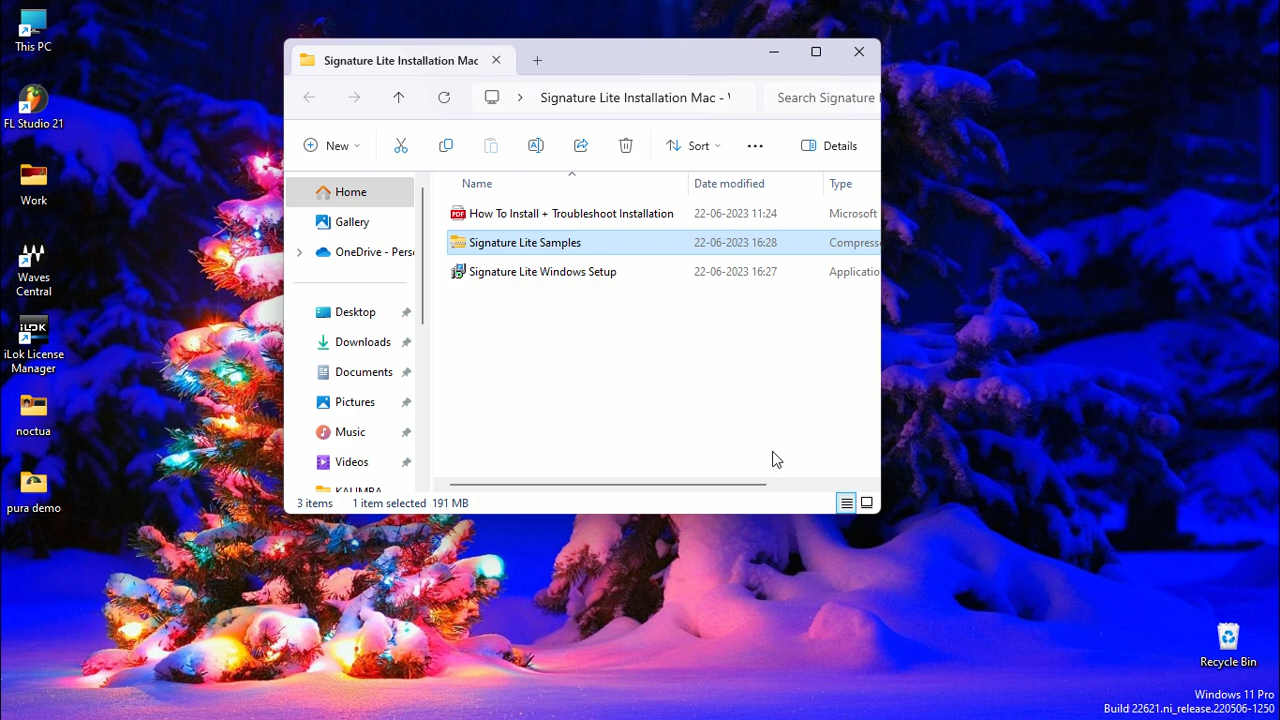 This PC
FL Studio 21
Work
Waves
Central
iLOK
iLok License
Manager
noctua
pura demo
Signature Lite Installation Mac
Signature Lite Installation Mac -
Search Signature
New
Sort
Details
Name
Date modified
Type
PDF
How To Install + Troubleshoot Installation
22-06-2023 11:24
Microsoft
Signature Lite Samples
22-06-2023 16:28
Compress
Signature Lite Windows Setup
22-06-2023 16:27
Applicatio
Home
Gallery
OneDrive - Pers
Desktop
Downloads
Documents
Pictures
Music
Videos
KALIMBA
3 items
1 item selected 191 MB
Recycle Bin
Windows 11 Pro
Build 22621.ni_release.220506-1250